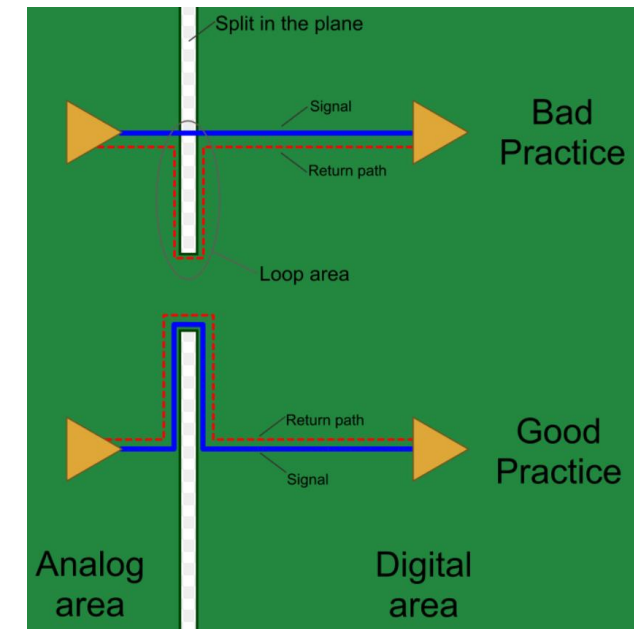 Split in the plane
Signal
Bad
Practice
Return path
Loop area
Return path
Good
Practice
Signal
Analog
area
Digital
area